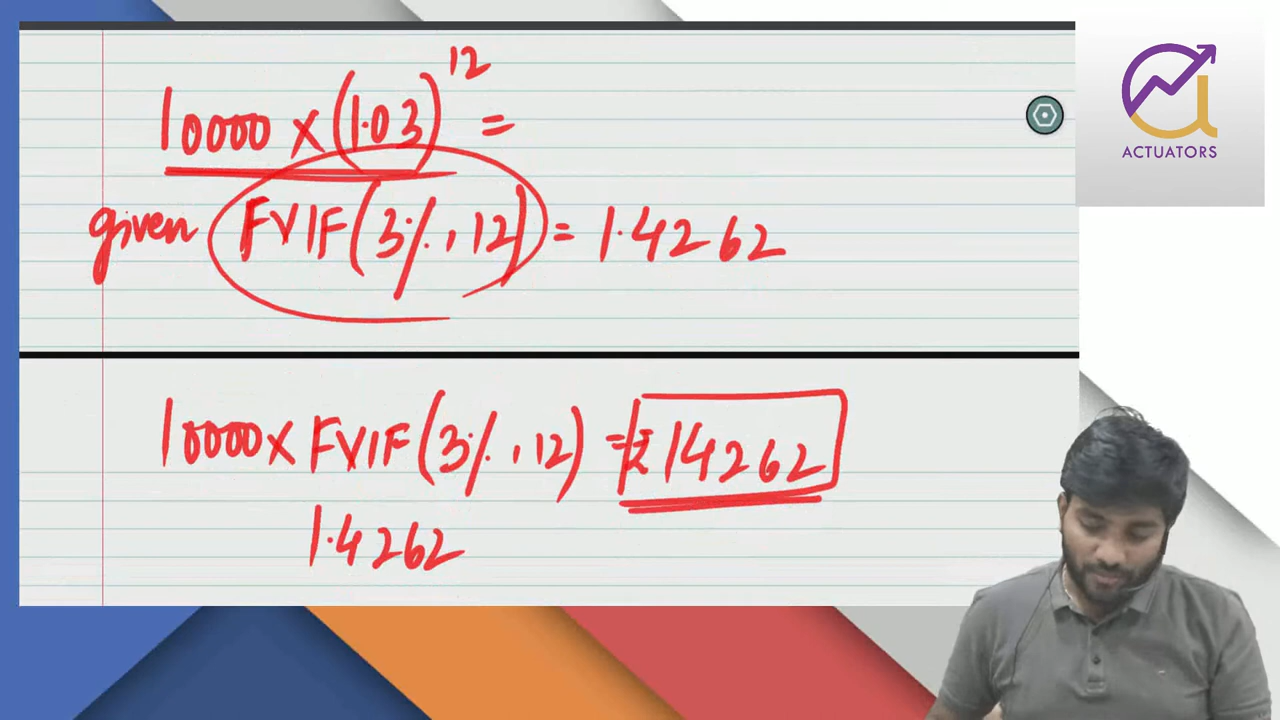 10000 × (1.03)^12 =
given FVIF(3%, 12) = 1.4262
10000 × FVIF(3%, 12) = ₹ 14262
1.4262
ACTUATORS